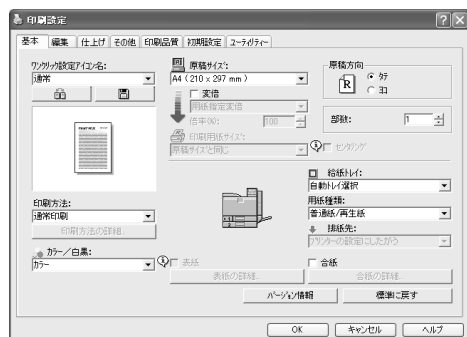 印刷設定
基本 編集 仕上げ その他 印刷品質 初期設定 ユーティリティー
ワンクリック設定アイコン名:
通常
印刷方法:
通常印刷
印刷方法の詳細...
カラー/白黒:
カラー
原稿サイズ:
A4 (210 x 297 mm)
変倍
用紙指定変倍
倍率(%): 100
印刷用紙サイズ:
原稿サイズと同じ
原稿方向
R
タテ
ヨコ
部数: 1
センタリング
給紙トレイ:
自動トレイ選択
用紙種類:
普通紙/再生紙
排紙先:
プリンターの設定にしたがう
表紙
表紙の詳細...
合紙
合紙の詳細...
バージョン情報 標準に戻す
OK キャンセル ヘルプ